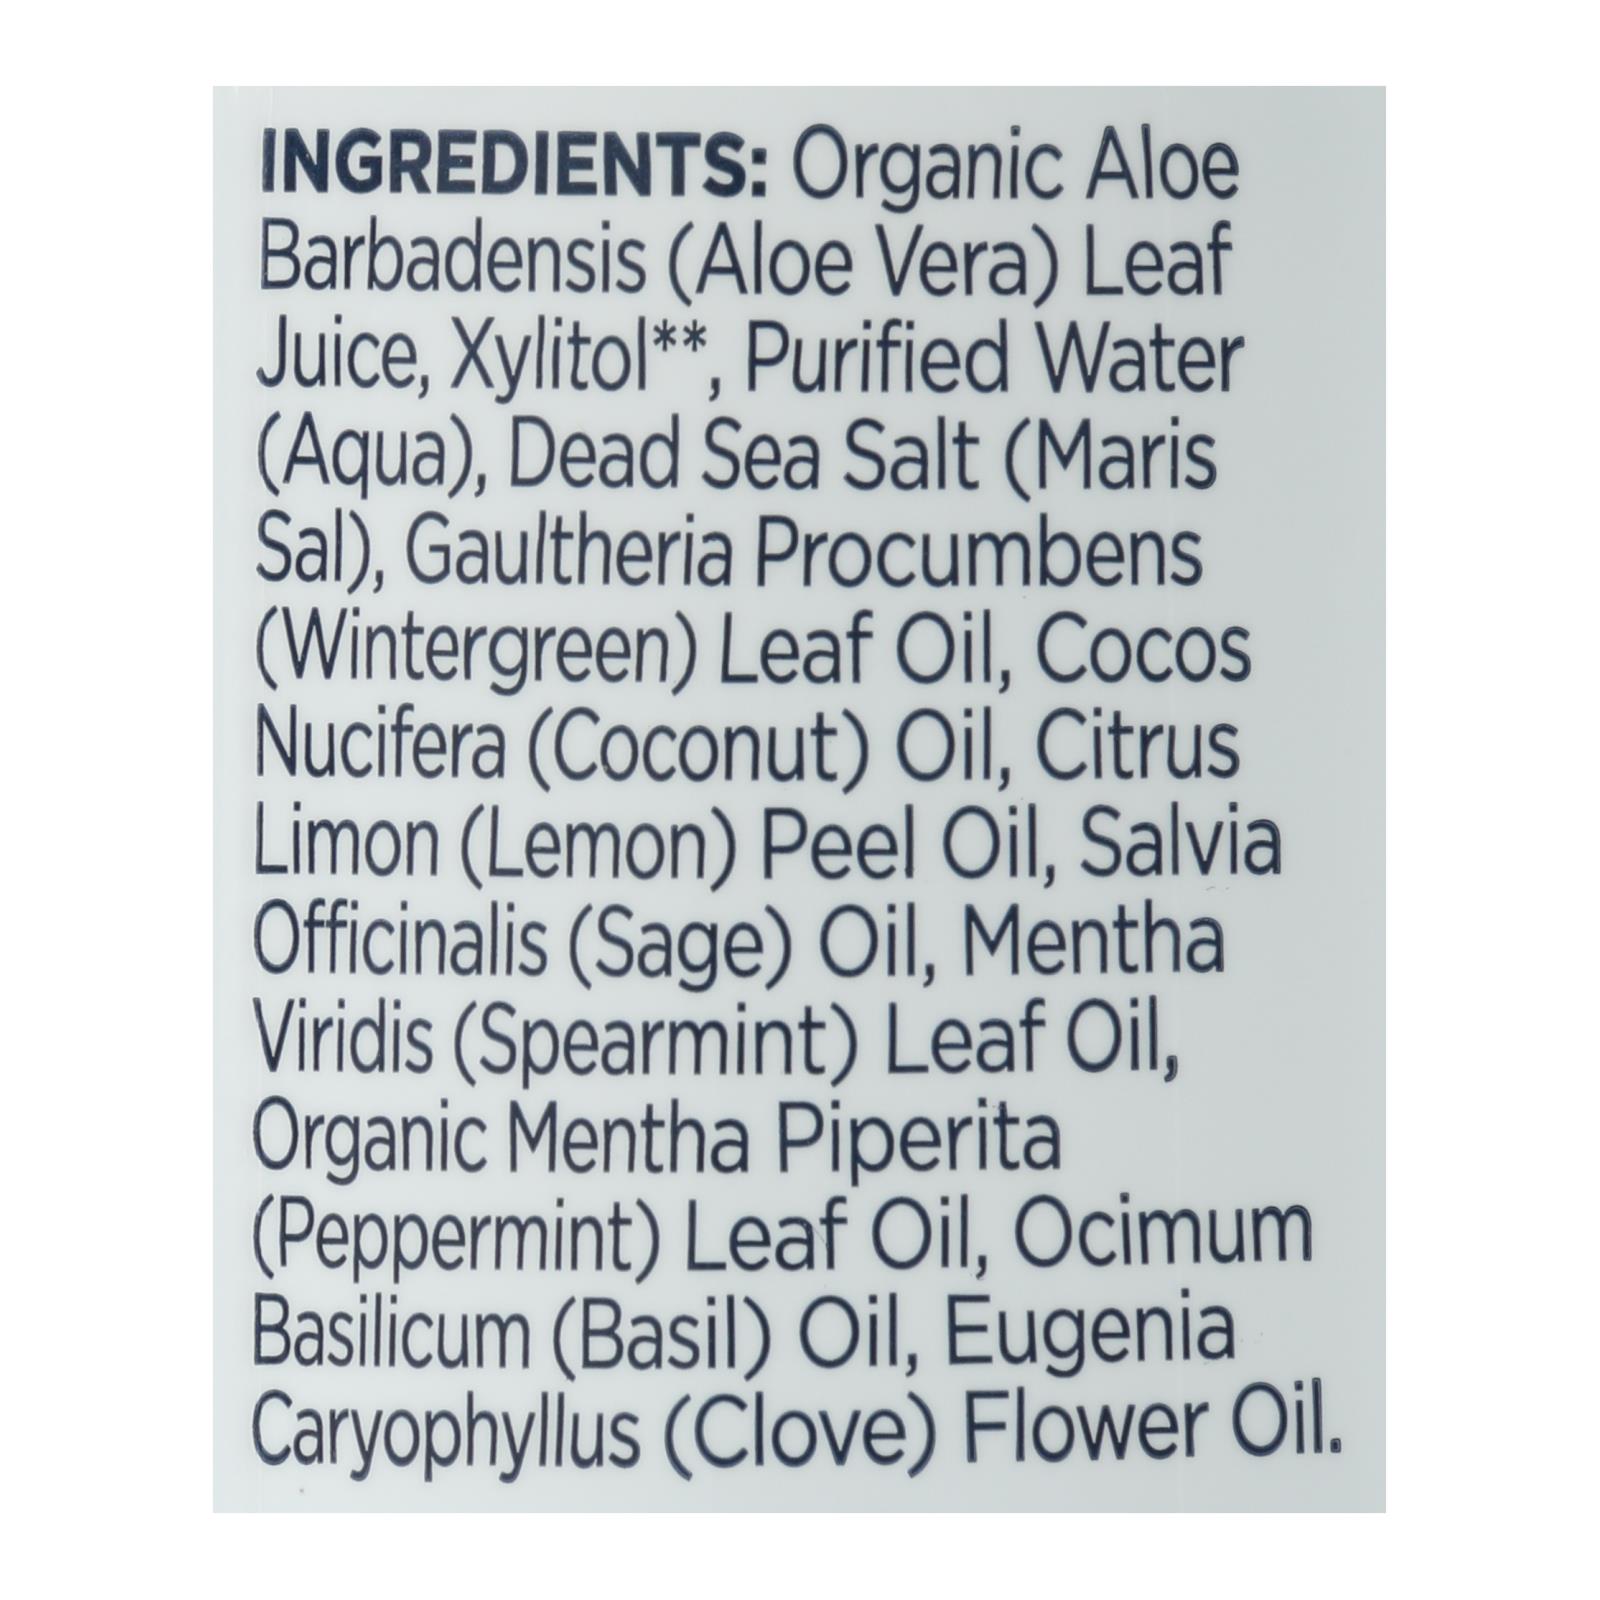 INGREDIENTS: Organic Aloe
Barbadensis (Aloe Vera) Leaf
Juice, Xylitol**, Purified Water
(Aqua), Dead Sea Salt (Maris
Sal), Gaultheria Procumbens
(Wintergreen) Leaf Oil, Cocos
Nucifera (Coconut) Oil, Citrus
Limon (Lemon) Peel Oil, Salvia
Officinalis (Sage) Oil, Mentha
Viridis (Spearmint) Leaf Oil,
Organic Mentha Piperita
(Peppermint) Leaf Oil, Ocimum
Basilicum (Basil) Oil, Eugenia
Caryophyllus (Clove) Flower Oil.